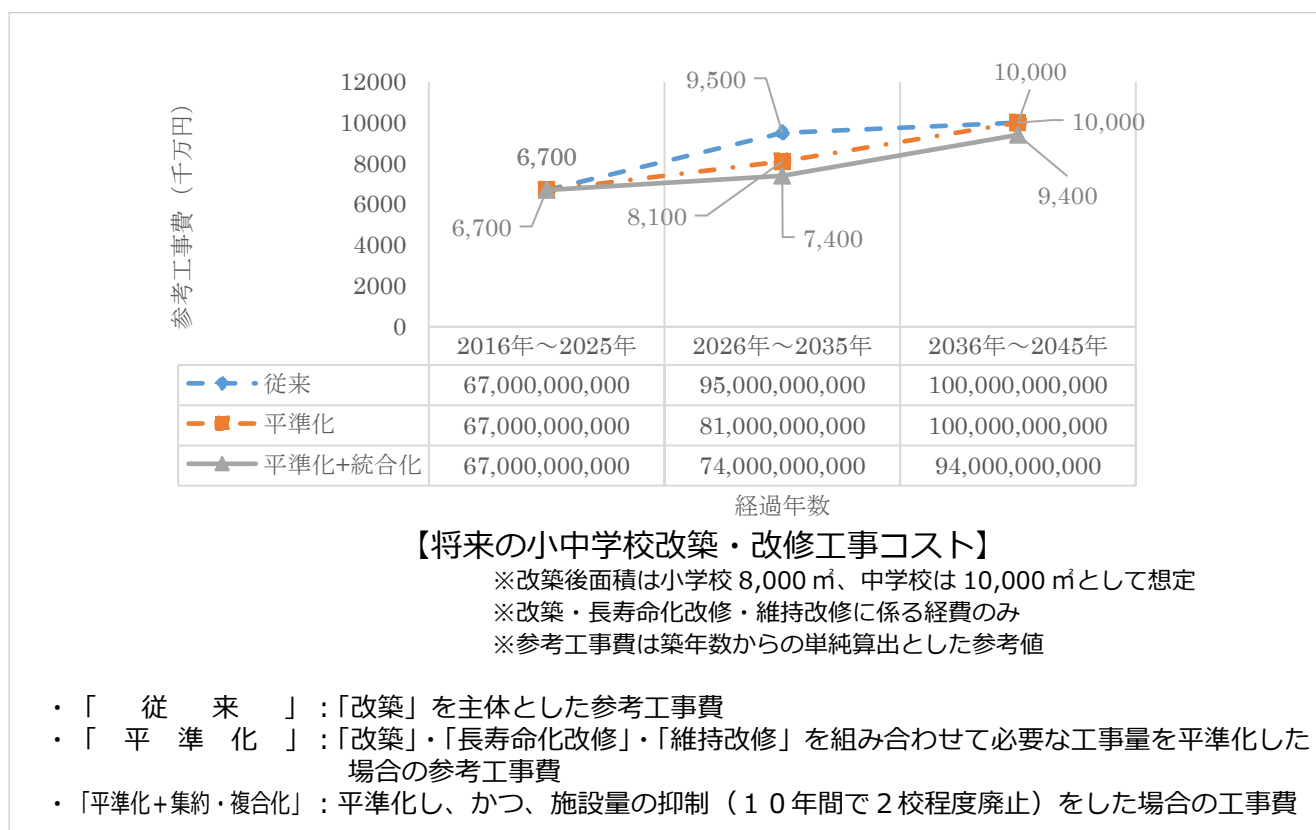 参考工事費（千万円）
12000
10000
8000
6000
4000
2000
0
6,700
6,700
9,500
8,100
7,400
10,000
10,000
9,400
2016年～2025年 2026年～2035年 2036年～2045年
従来 67,000,000,000 95,000,000,000 100,000,000,000
平準化 67,000,000,000 81,000,000,000 100,000,000,000
平準化+統合化 67,000,000,000 74,000,000,000 94,000,000,000
経過年数
【将来の小中学校改築・改修工事コスト】
※改築後面積は小学校 8,000 ㎡、中学校は 10,000 ㎡として想定
※改築・長寿命化改修・維持改修に係る経費のみ
※参考工事費は築年数からの単純算出とした参考値
・「　従　来　」：「改築」を主体とした参考工事費
・「　平　準　化　」：「改築」・「長寿命化改修」・「維持改修」を組み合わせて必要な工事量を平準化した
場合の参考工事費
・「平準化+集約・複合化」：平準化し、かつ、施設量の抑制（１０年間で２校程度廃止）をした場合の工事費